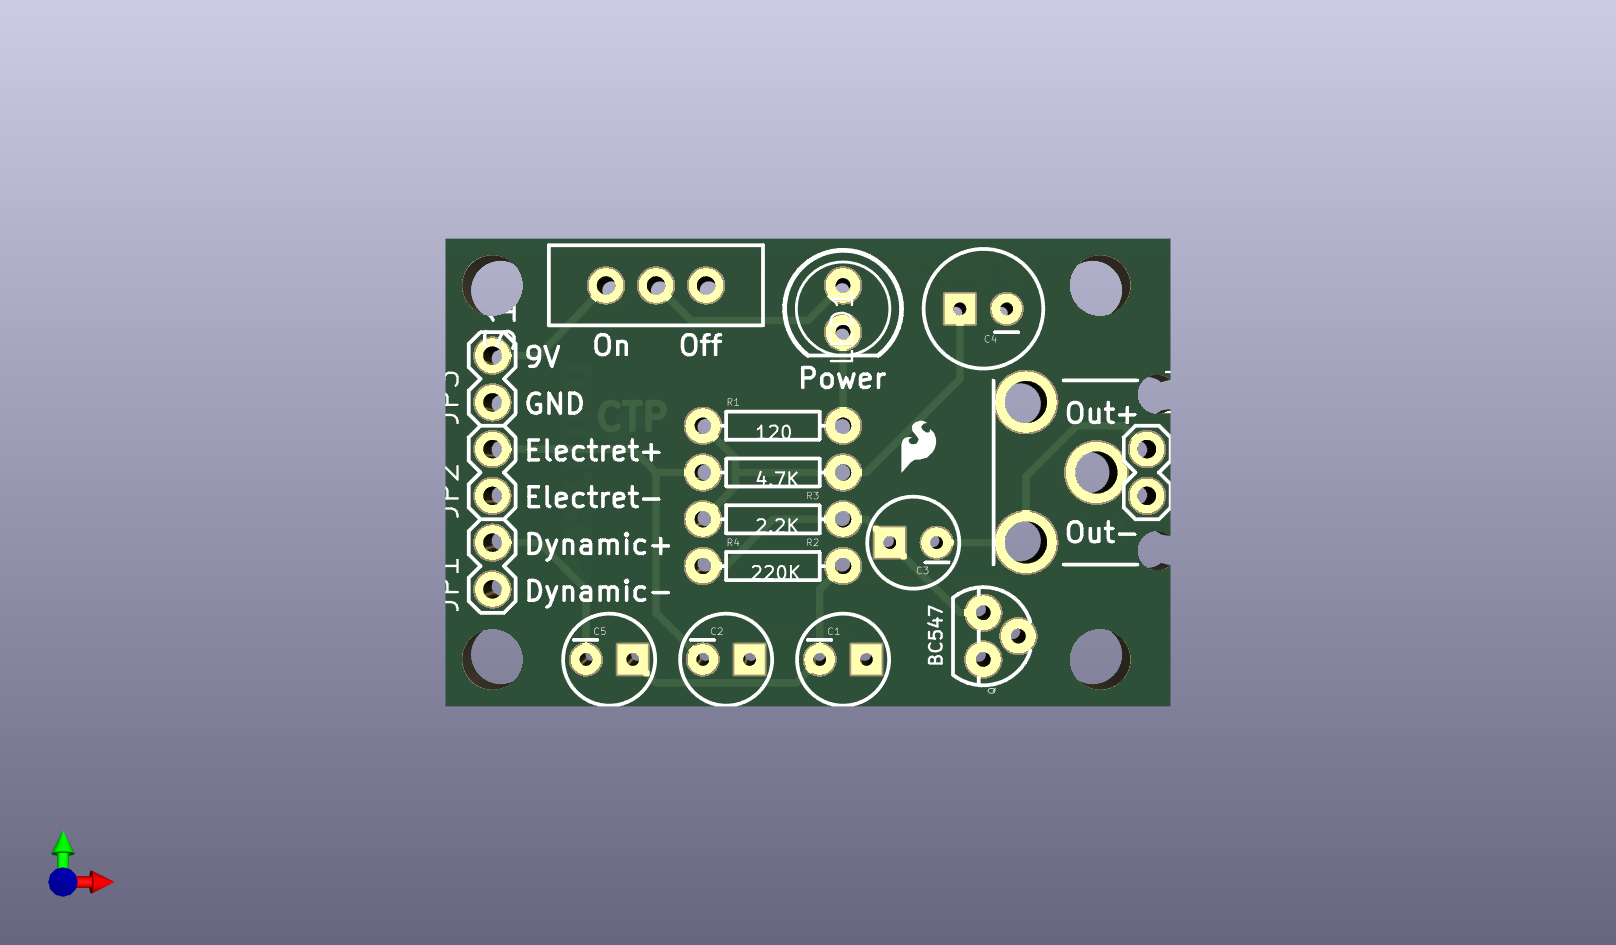 On Off
Power
C4
9V
GND
Electret+
Electret-
Dynamic+
Dynamic-
JP3
JP2
JP1
CTP
R1
120
4.7K
R3
2.2K
R4
R2
220K
Out+
Out-
C3
BC547
C5
C2
C1